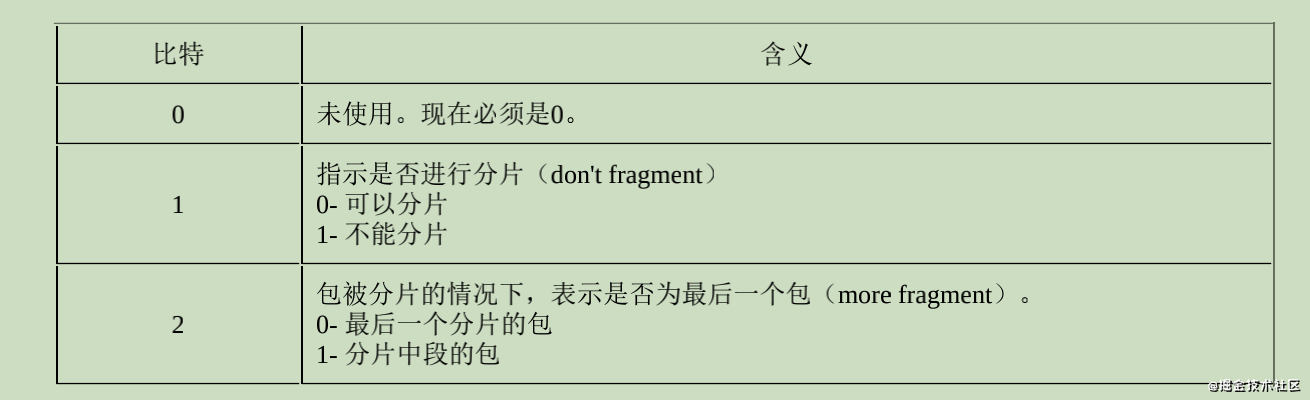 比特 含义
0 未使用。现在必须是0。
指示是否进行分片（don't fragment）
1 0- 可以分片
1- 不能分片
包被分片的情况下，表示是否为最后一个包（more fragment）。
2 0- 最后一个分片的包
1- 分片中段的包
@掘金技术社区